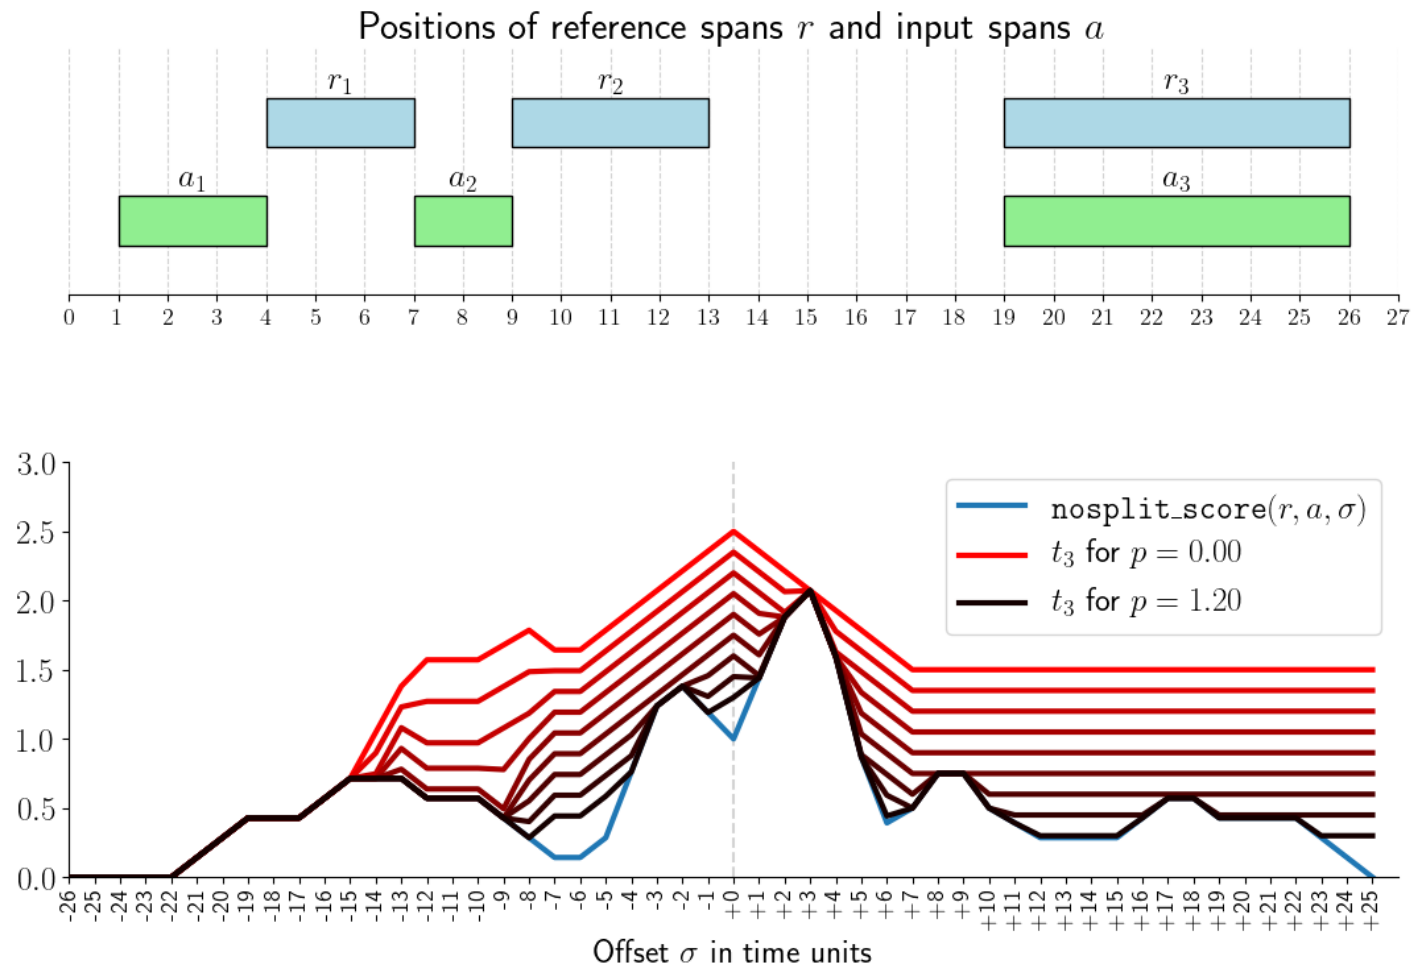 Positions of reference spans r and input spans a
r₁ r₂ r₃
a₁ a₂ a₃
0 1 2 3 4 5 6 7 8 9 10 11 12 13 14 15 16 17 18 19 20 21 22 23 24 25 26 27
3.0
2.5
2.0
1.5
1.0
0.5
0.0
nosplit_score(r, a, σ)
t₃ for p = 0.00
t₃ for p = 1.20
-26 -25 -24 -23 -22 -21 -20 -19 -18 -17 -16 -15 -14 -13 -12 -11 -10 -9 -8 -7 -6 -5 -4 -3 -2 -1 +0 +1 +2 +3 +4 +5 +6 +7 +8 +9 +10 +11 +12 +13 +14 +15 +16 +17 +18 +19 +20 +21 +22 +23 +24 +25
Offset σ in time units